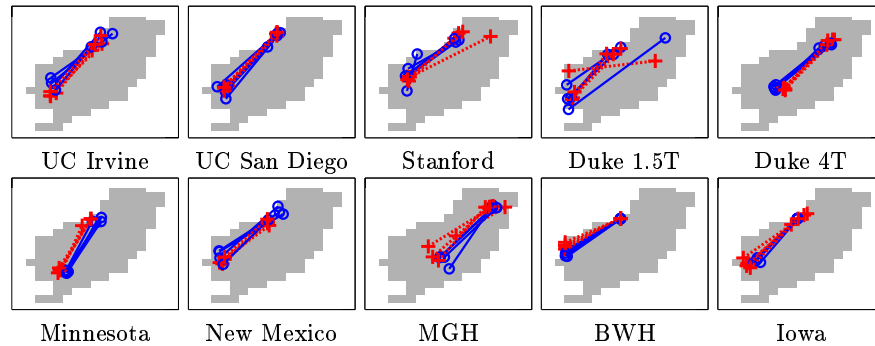 UC Irvine UC San Diego Stanford Duke 1.5T Duke 4T
Minnesota New Mexico MGH BWH Iowa